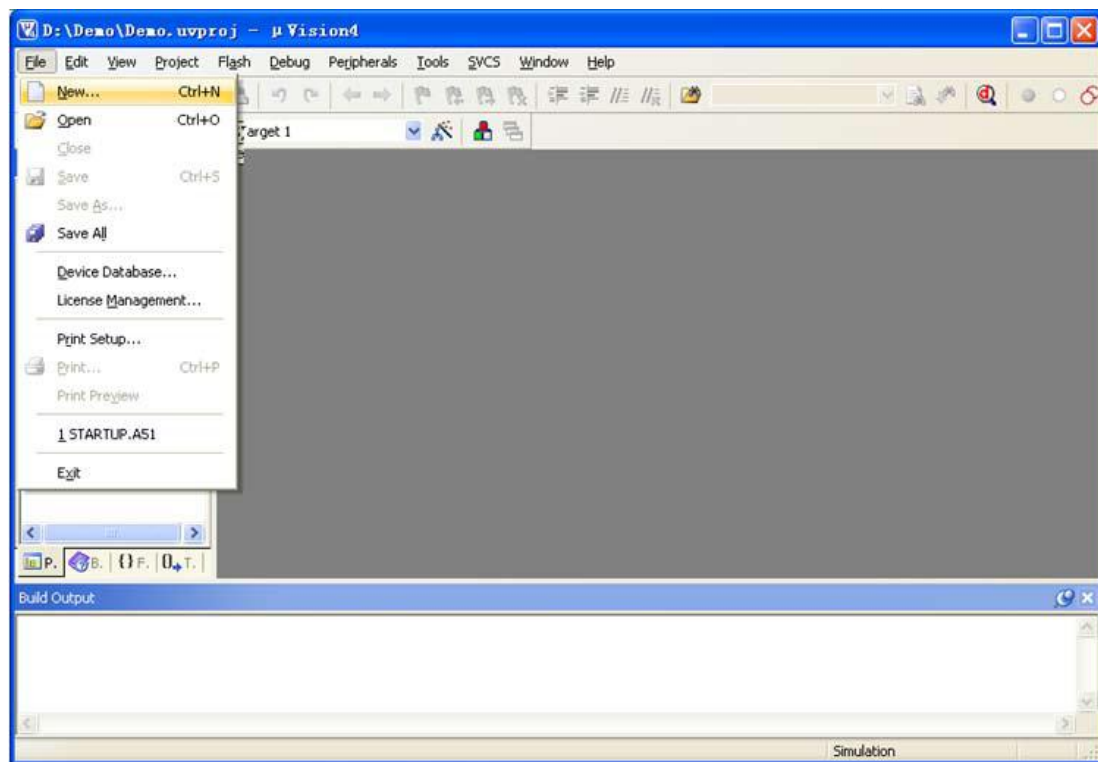 D:\Demo\Demo.uvproj - µVision4
File Edit View Project Flash Debug Peripherals Tools SVCS Window Help
New... Ctrl+N
Open Ctrl+O
arget 1
Close
Save Ctrl+S
Save As...
Save All
Device Database...
License Management...
Print Setup...
Print... Ctrl+P
Print Preview
1 STARTUP.A51
Exit
P. B. {} F. 0 T.
Build Output
Simulation